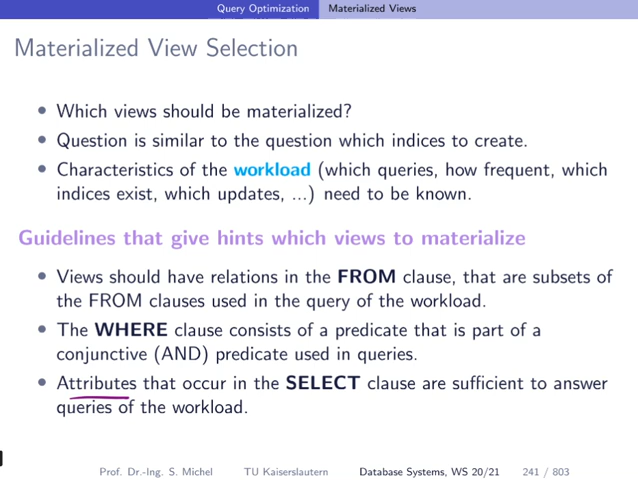 Query Optimization Materialized Views
Materialized View Selection
• Which views should be materialized?
• Question is similar to the question which indices to create.
• Characteristics of the workload (which queries, how frequent, which
indices exist, which updates, ...) need to be known.
Guidelines that give hints which views to materialize
• Views should have relations in the FROM clause, that are subsets of
the FROM clauses used in the query of the workload.
• The WHERE clause consists of a predicate that is part of a
conjunctive (AND) predicate used in queries.
• Attributes that occur in the SELECT clause are sufficient to answer
queries of the workload.
Prof. Dr.-Ing. S. Michel TU Kaiserslautern Database Systems, WS 20/21 241 / 803